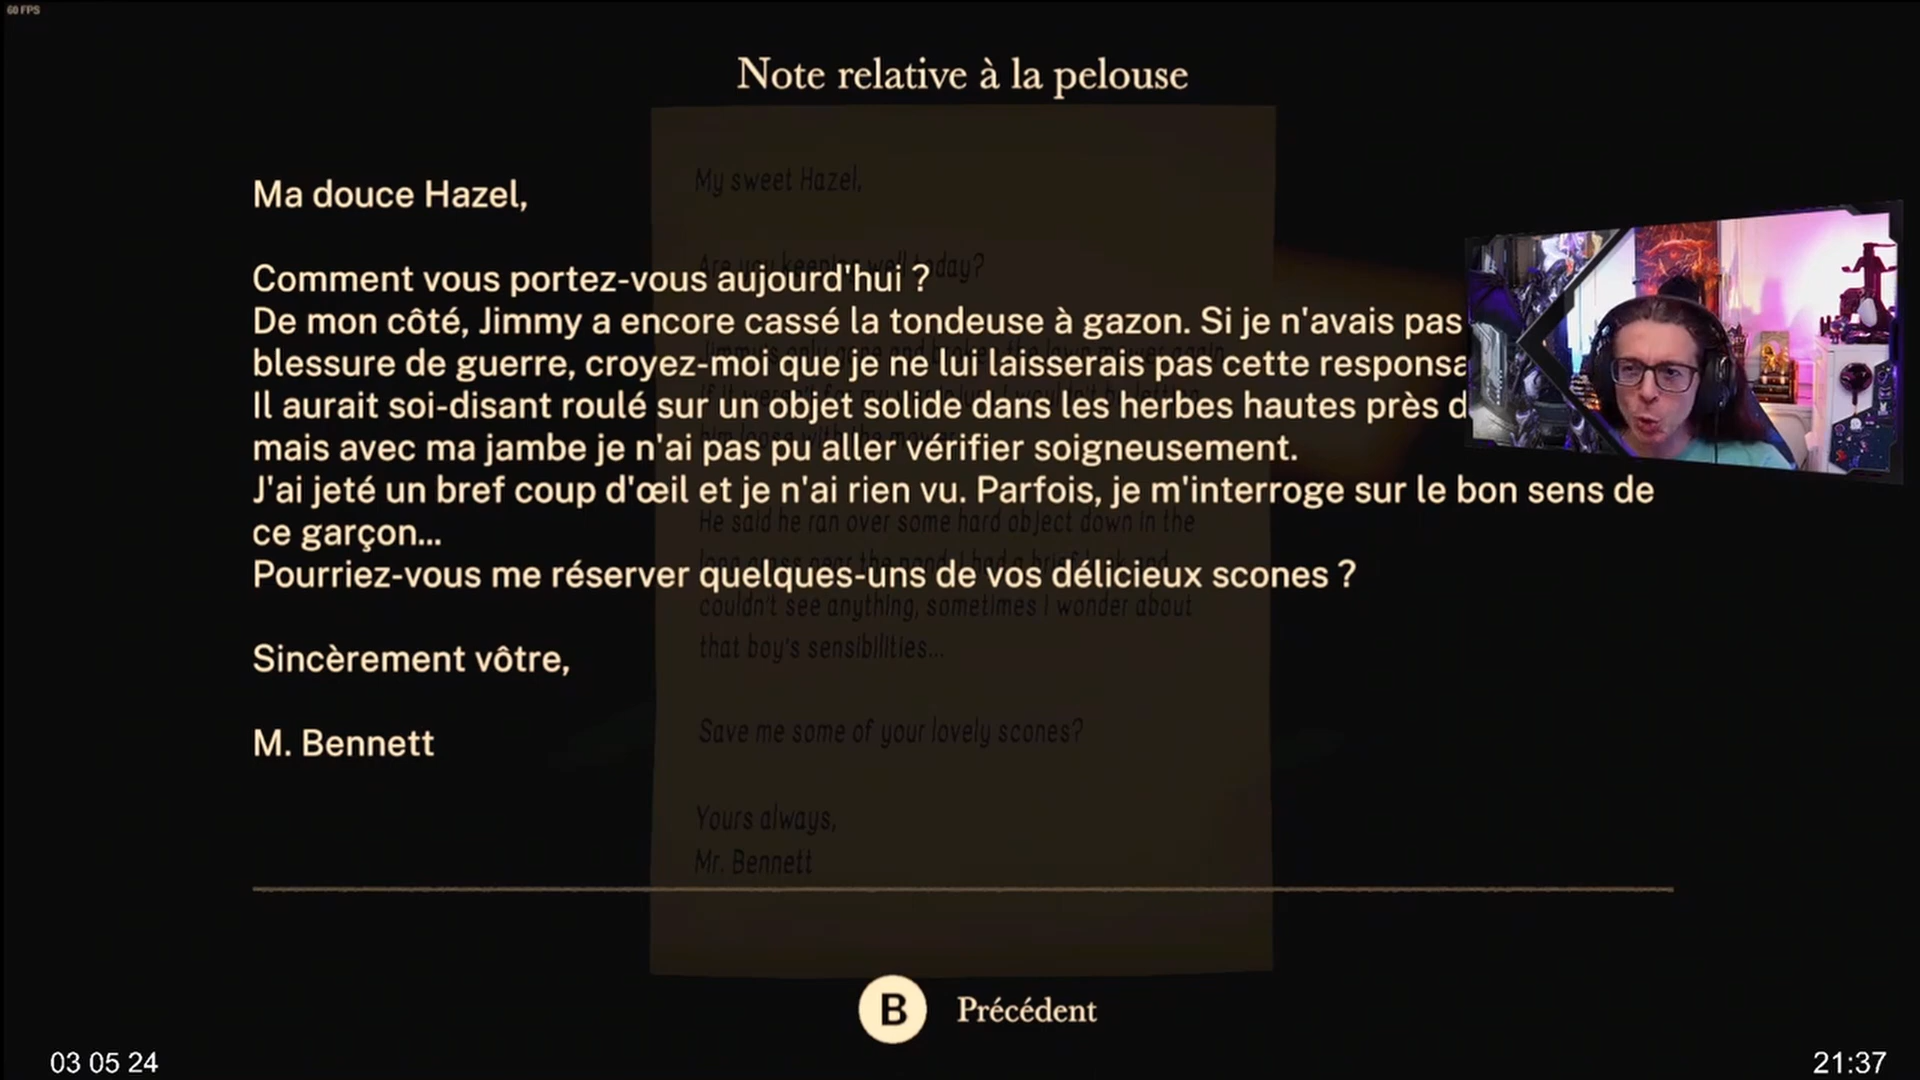 60 FPS
Note relative à la pelouse
Ma douce Hazel,
Comment vous portez-vous aujourd'hui ?
De mon côté, Jimmy a encore cassé la tondeuse à gazon. Si je n'avais pas
blessure de guerre, croyez-moi que je ne lui laisserais pas cette
Il aurait soi-disant roulé sur un objet solide dans les herbes hautes près
mais avec ma jambe je n'ai pas pu aller vérifier soigneusement.
J'ai jeté un bref coup d'œil et je n'ai rien vu. Parfois, je m'interroge sur le bon sens de
ce garçon...
Pourriez-vous me réserver quelques-uns de vos délicieux scones ?
Sincèrement vôtre,
M. Bennett
My sweet Hazel,
Are you keeping well today?
He said he ran over some hard object down in the
couldn't see anything, sometimes I wonder about
that boy's sensibilities...
Save me some of your lovely scones?
Yours always,
Mr. Bennett
B Précédent
03 05 24
21:37